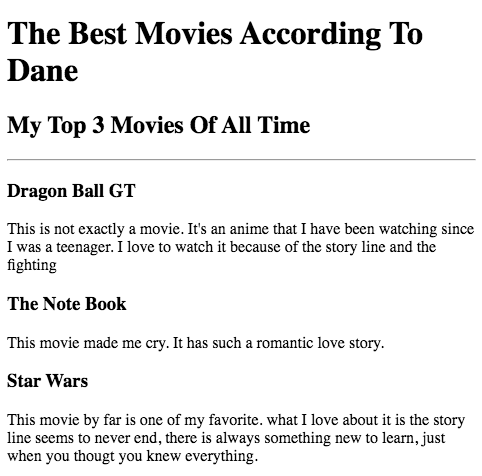 The Best Movies According To
Dane
My Top 3 Movies Of All Time
Dragon Ball GT
This is not exactly a movie. It's an anime that I have been watching since
I was a teenager. I love to watch it because of the story line and the
fighting
The Note Book
This movie made me cry. It has such a romantic love story.
Star Wars
This movie by far is one of my favorite. what I love about it is the story
line seems to never end, there is always something new to learn, just
when you thougt you knew everything.